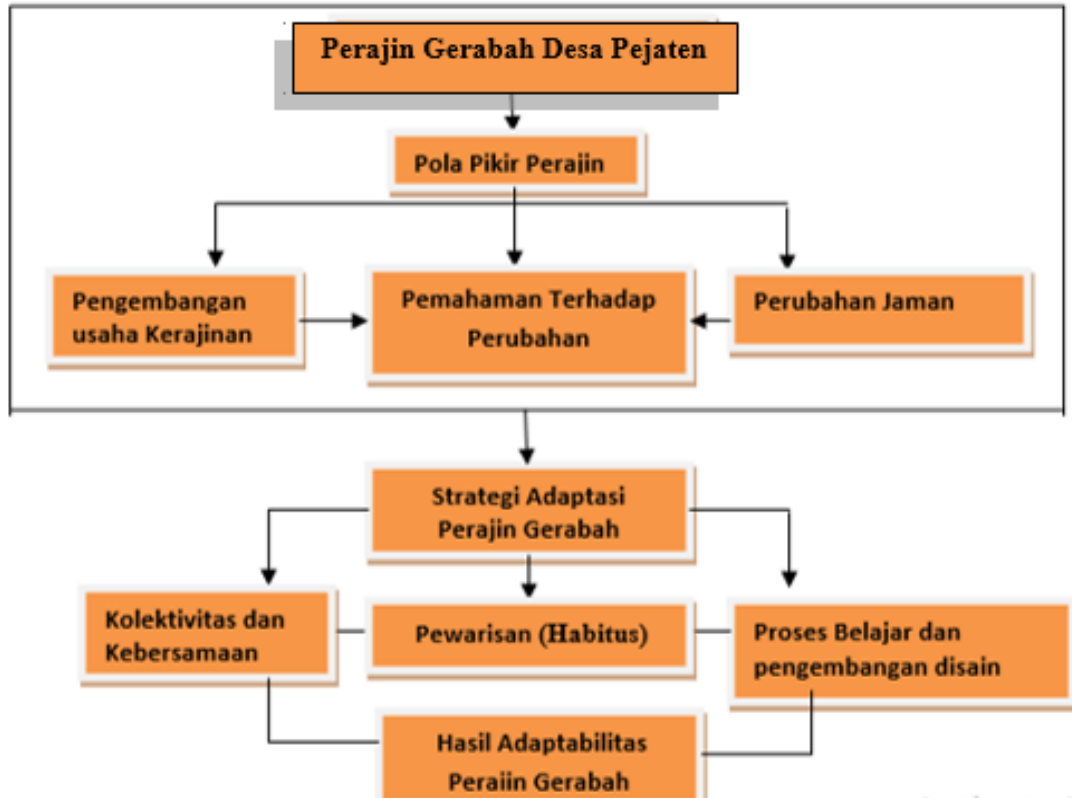 Perajin Gerabah Desa Pejaten
Pola Pikir Perajin
Pengembangan
usaha Kerajinan
Pemahaman Terhadap
Perubahan
Perubahan Jaman
Strategi Adaptasi
Perajin Gerabah
Kolektivitas dan
Kebersamaan
Pewarisan (Habitus)
Proses Belajar dan
pengembangan disain
Hasil Adaptabilitas
Perajin Gerabah